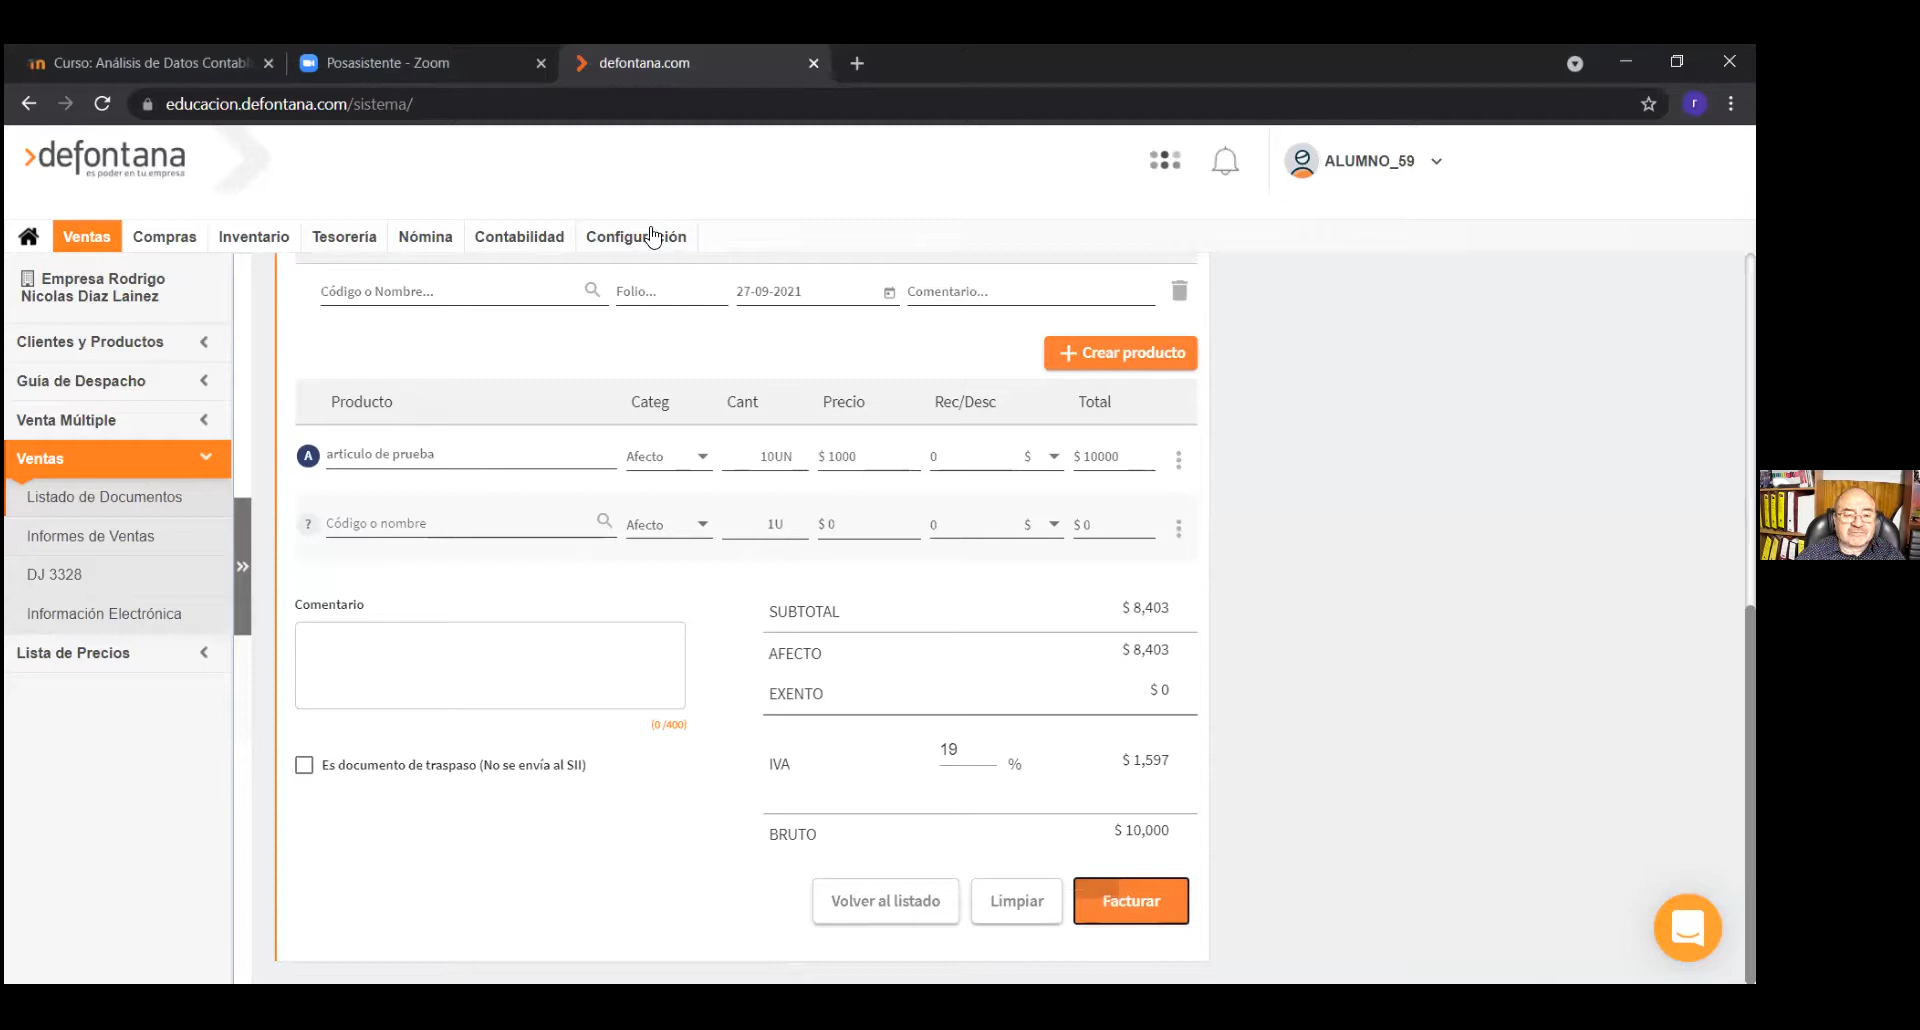 Curso: Análisis de Datos Contabl
Posasistente - Zoom
defontana.com
educacion.defontana.com/sistema/
r
defontana
es poder en tu empresa
ALUMNO_59
Ventas
Compras
Inventario
Tesorería
Nómina
Contabilidad
Configuración
Empresa Rodrigo
Nicolas Diaz Lainez
Clientes y Productos
Guía de Despacho
Venta Múltiple
Ventas
Listado de Documentos
Informes de Ventas
DJ 3328
Información Electrónica
Lista de Precios
Código o Nombre...
Folio...
27-09-2021
Comentario...
+ Crear producto
Producto
Categ
Cant
Precio
Rec/Desc
Total
A
articulo de prueba
Afecto
10UN
$ 1000
0
$
$ 10000
?
Código o nombre
Afecto
1U
$ 0
0
$
$ 0
Comentario
(0 /400)
Es documento de traspaso (No se envía al SII)
SUBTOTAL
$ 8,403
AFECTO
$ 8,403
EXENTO
$ 0
IVA
19
%
$ 1,597
BRUTO
$ 10,000
Volver al listado
Limpiar
Facturar